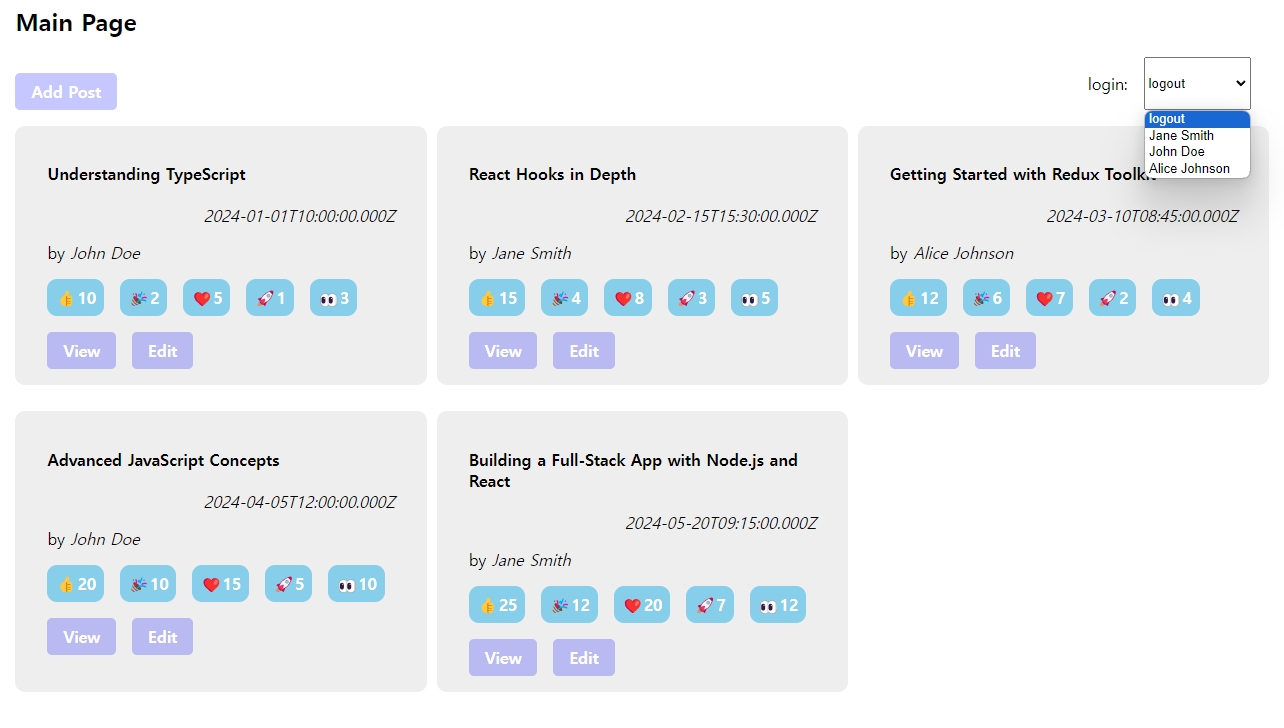 Main Page
Add Post
login:
logout
logout
Jane Smith
John Doe
Alice Johnson
Understanding TypeScript
2024-01-01T10:00:00.000Z
by John Doe
👍 10 🎉 2 ❤️ 5 🚀 1 👀 3
View Edit
React Hooks in Depth
2024-02-15T15:30:00.000Z
by Jane Smith
👍 15 🎉 4 ❤️ 8 🚀 3 👀 5
View Edit
Getting Started with Redux Toolkit
2024-03-10T08:45:00.000Z
by Alice Johnson
👍 12 🎉 6 ❤️ 7 🚀 2 👀 4
View Edit
Advanced JavaScript Concepts
2024-04-05T12:00:00.000Z
by John Doe
👍 20 🎉 10 ❤️ 15 🚀 5 👀 10
View Edit
Building a Full-Stack App with Node.js and
React
2024-05-20T09:15:00.000Z
by Jane Smith
👍 25 🎉 12 ❤️ 20 🚀 7 👀 12
View Edit